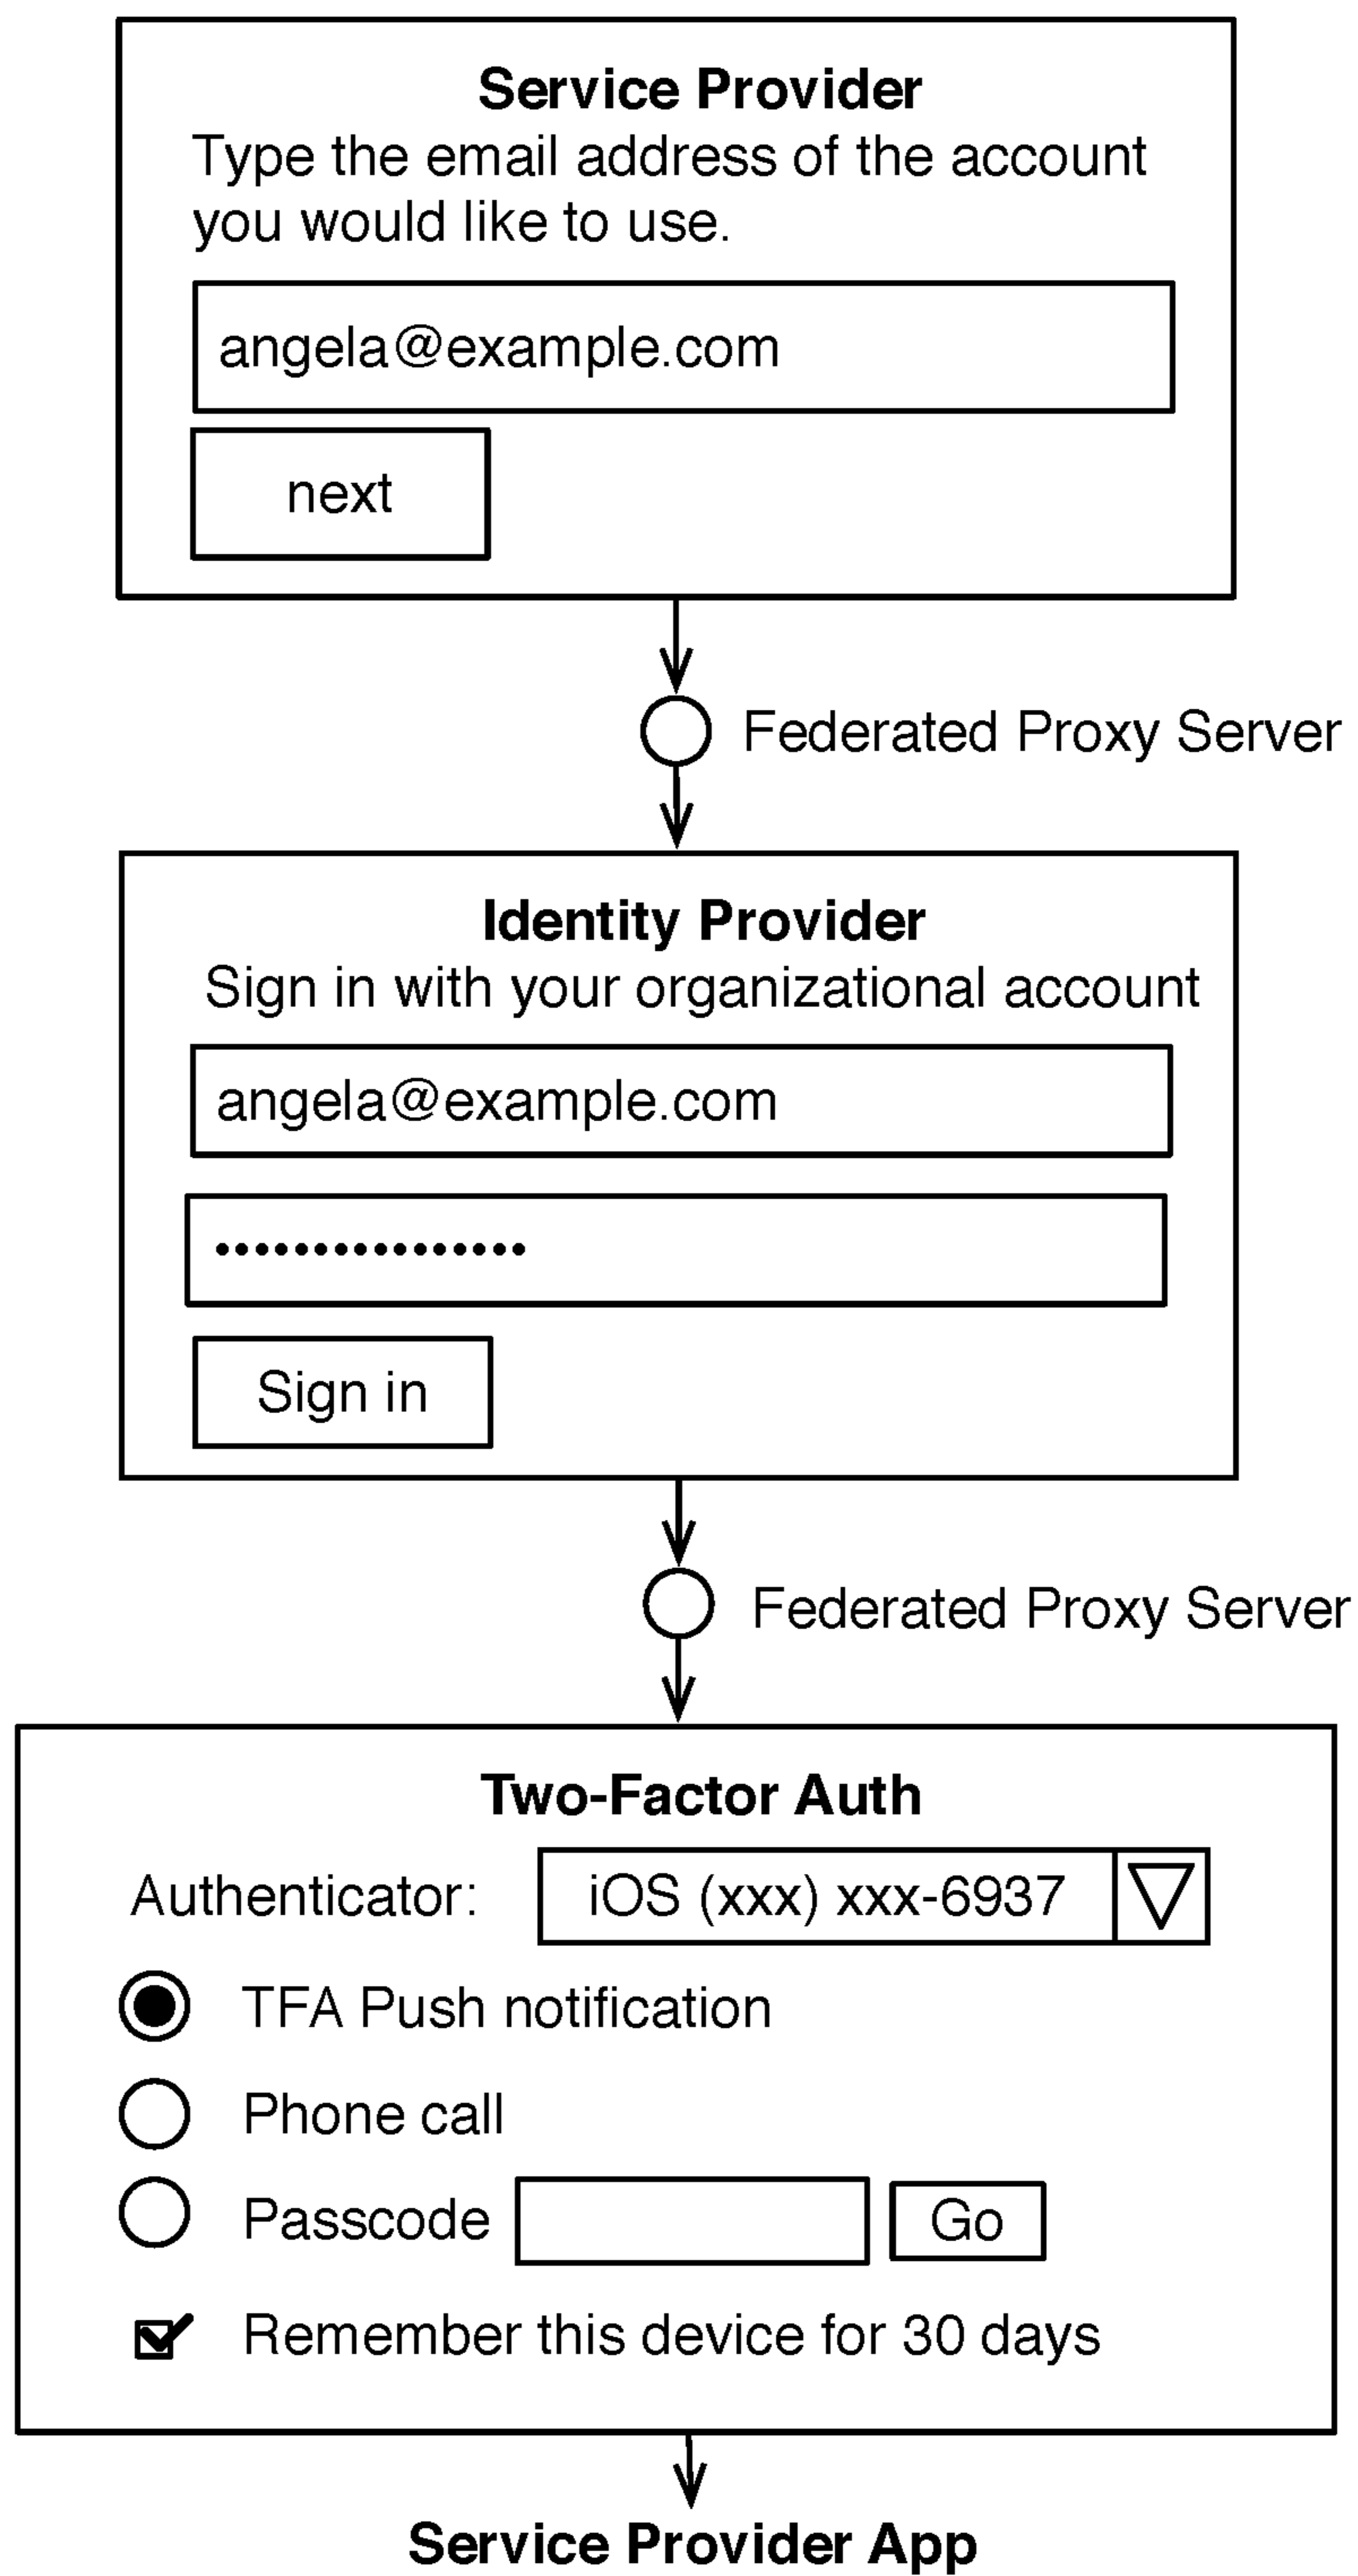 Service Provider
Type the email address of the account
you would like to use.
angela@example.com
next
Federated Proxy Server
Identity Provider
Sign in with your organizational account
angela@example.com
••••••••••••••••
Sign in
Federated Proxy Server
Two-Factor Auth
Authenticator: iOS (xxx) xxx-6937
TFA Push notification
Phone call
Passcode Go
Remember this device for 30 days
Service Provider App